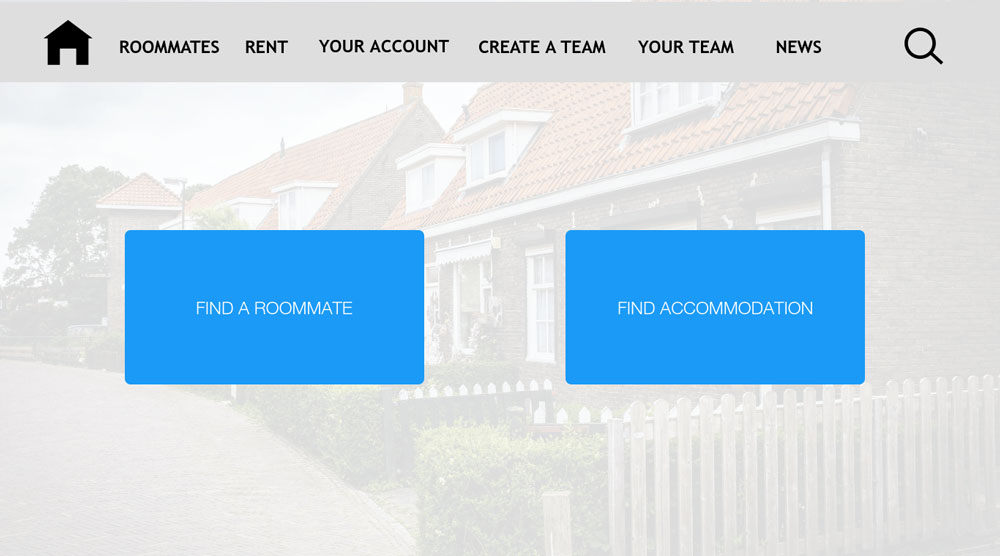 ROOMMATES RENT YOUR ACCOUNT CREATE A TEAM YOUR TEAM NEWS
FIND A ROOMMATE FIND ACCOMMODATION